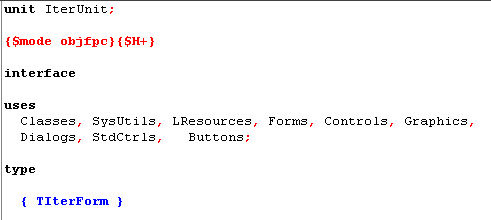 unit IterUnit;
{$mode objfpc}{$H+}
interface
uses
Classes, SysUtils, LResources, Forms, Controls, Graphics,
Dialogs, StdCtrls, Buttons;
type
{ TIterForm }